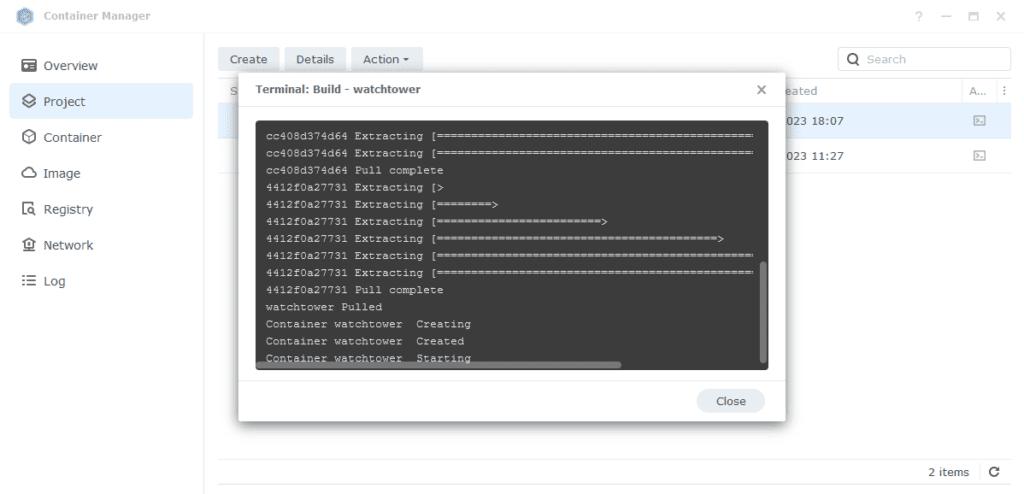 Container Manager
?
Overview
Project
Container
Image
Registry
Network
Log
Create Details Action
Search
eated A...
023 18:07
023 11:27
Terminal: Build - watchtower
cc408d374d64 Extracting [===============================================
cc408d374d64 Extracting [===============================================
cc408d374d64 Pull complete
4412f0a27731 Extracting [>
4412f0a27731 Extracting [========>
4412f0a27731 Extracting [========================>
4412f0a27731 Extracting [=========================================>
4412f0a27731 Extracting [===============================================
4412f0a27731 Extracting [===============================================
4412f0a27731 Pull complete
watchtower Pulled
Container watchtower  Creating
Container watchtower  Created
Container watchtower  Starting
Close
2 items